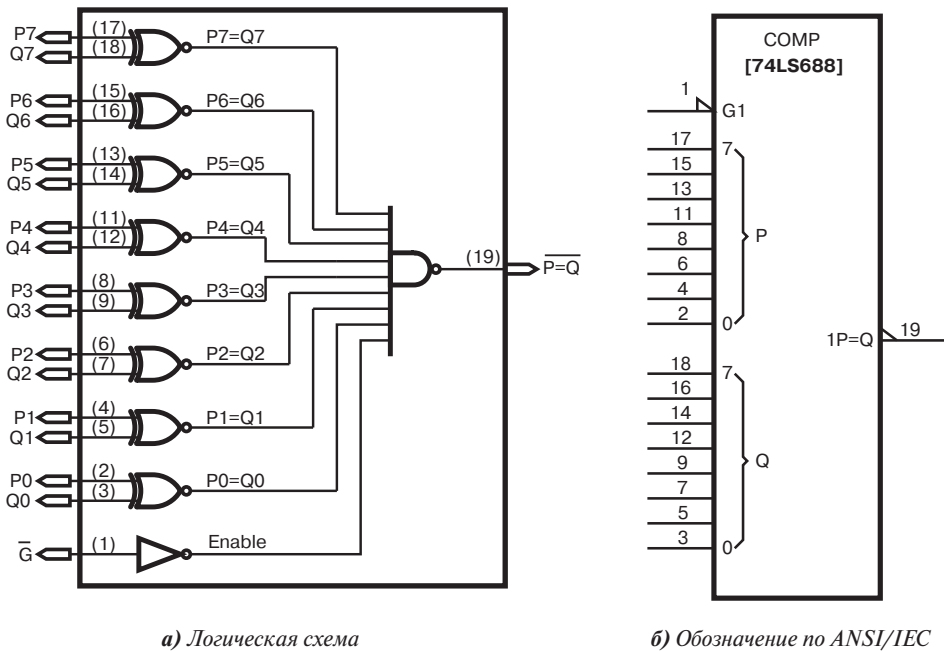 P7 (17) P7=Q7
Q7 (18)
P6 (15) P6=Q6
Q6 (16)
P5 (13) P5=Q5
Q5 (14)
P4 (11) P4=Q4
Q4 (12)
P3 (8) P3=Q3
Q3 (9)
P2 (6) P2=Q2
Q2 (7)
P1 (4) P1=Q1
Q1 (5)
P0 (2) P0=Q0
Q0 (3)
G̅ (1) Enable
(19) P̅=̅Q̅
а) Логическая схема
COMP
[74LS688]
1 G1
17 7
15
13
11 P
8
6
4
2 0
1P=Q 19
18 7
16
14
12 Q
9
7
5
3 0
б) Обозначение по ANSI/IEC